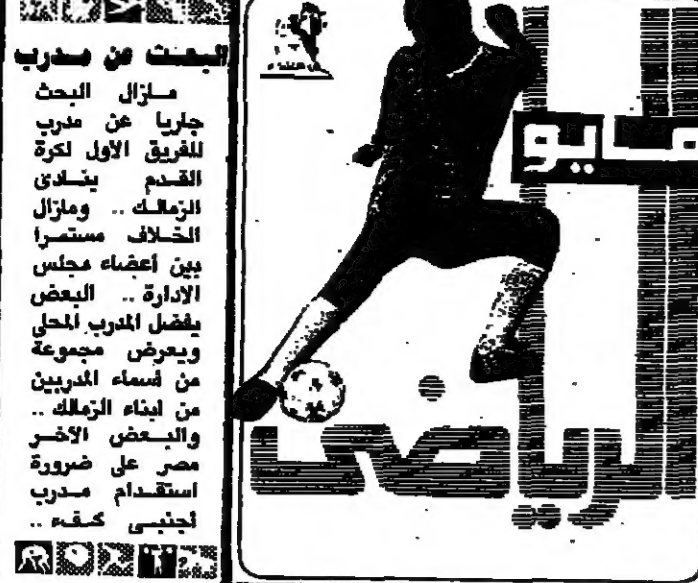 البحث عن مدرب
مازال البحث
جاريا عن مدرب
للفريق الأول لكرة
القدم بنادى
الزمالك .. ومازال
الخلاف مستمرا
بين أعضاء مجلس
الادارة .. البعض
يفضل المدرب المحلى
ويعرض مجموعة
من أسماء المدربين
من ابناء الزمالك ..
والبعض الآخر
مصر على ضرورة
استقدام مدرب
أجنبى كفء ..
مايو
الرياضى